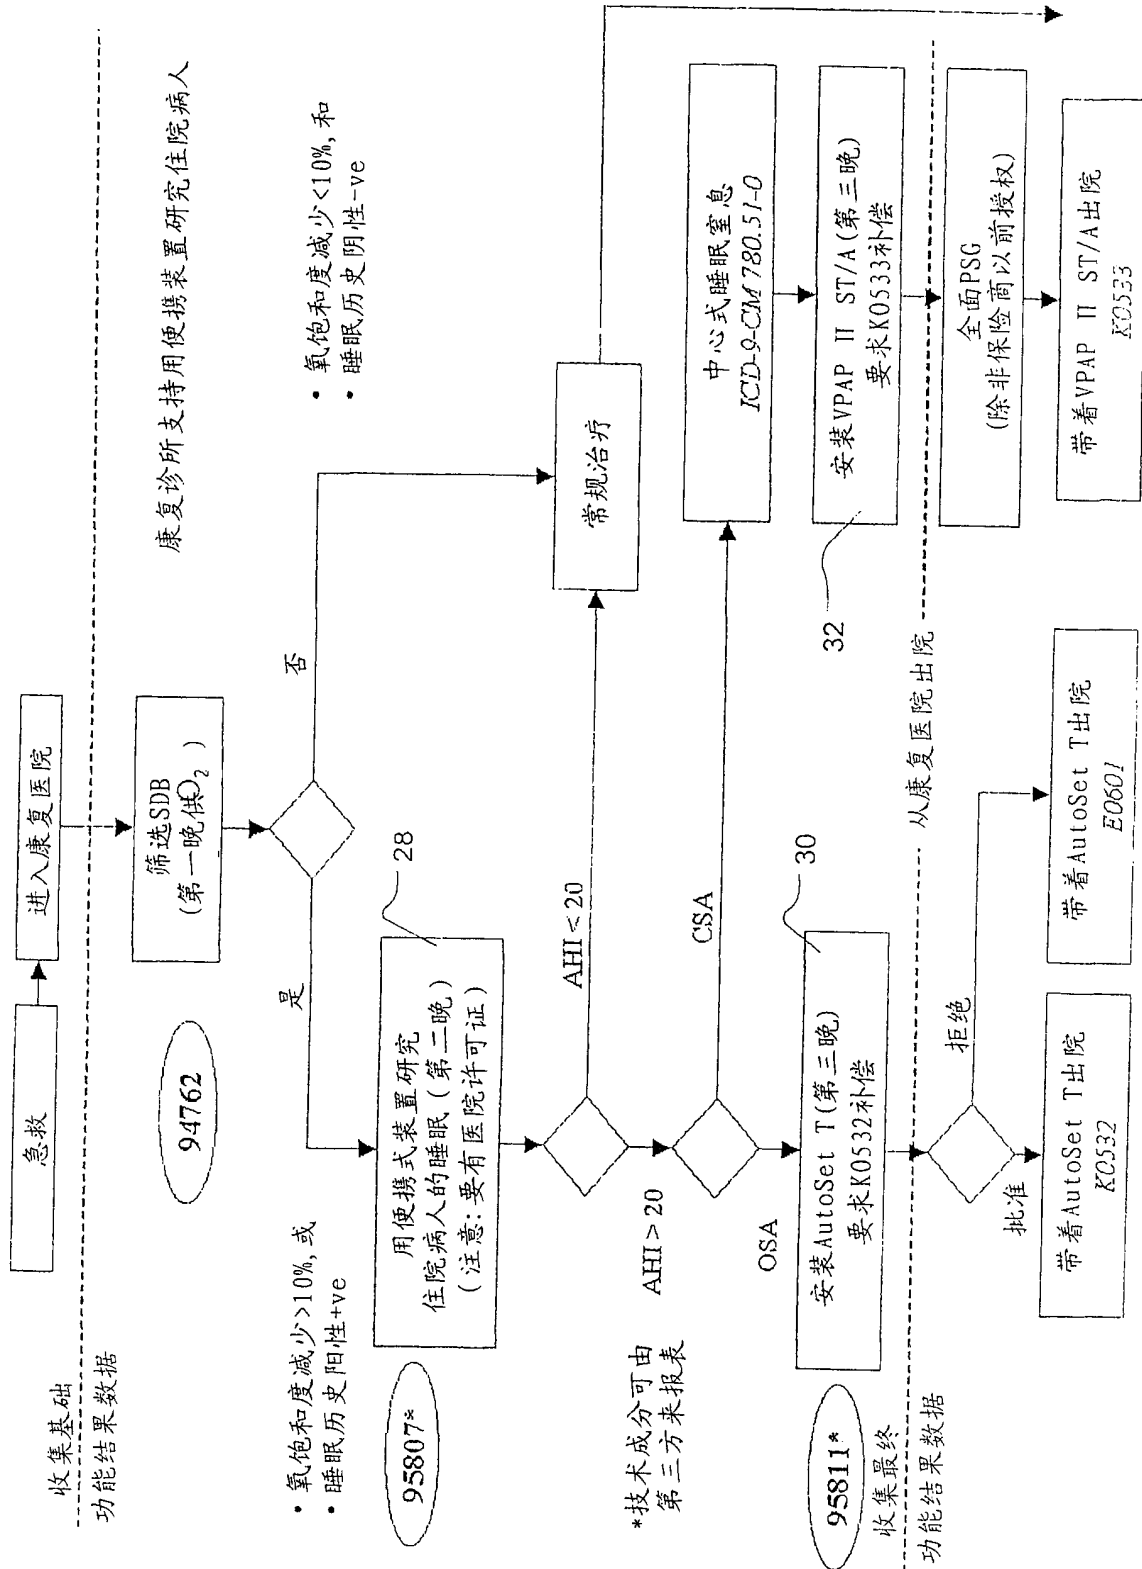 急救
进入康复医院
收集基础
功能结果数据
康复诊所支持用便携装置研究住院病人
94762
筛选SDB
(第一晚供O₂)
• 氧饱和度减少>10%,或
• 睡眠历史阳性+ve
是
否
• 氧饱和度减少<10%,和
• 睡眠历史阴性-ve
95807*
用便携式装置研究
住院病人的睡眠(第二晚)
(注意:要有医院许可证)
28
AHI<20
常规治疗
AHI>20
CSA
中心式睡眠窒息
ICD-9-CM 780.51-0
*技术成分可由
第三方来报表
OSA
95811*
安装AutoSet T(第三晚)
要求K0532补偿
30
安装VPAP II ST/A(第三晚)
要求K0533补偿
32
收集最终
功能结果数据
从康复医院出院
全面PSG
(除非保险商以前授权)
批准
拒绝
带着AutoSet T出院
K0532
带着AutoSet T出院
E0601
带着VPAP II ST/A出院
K0533